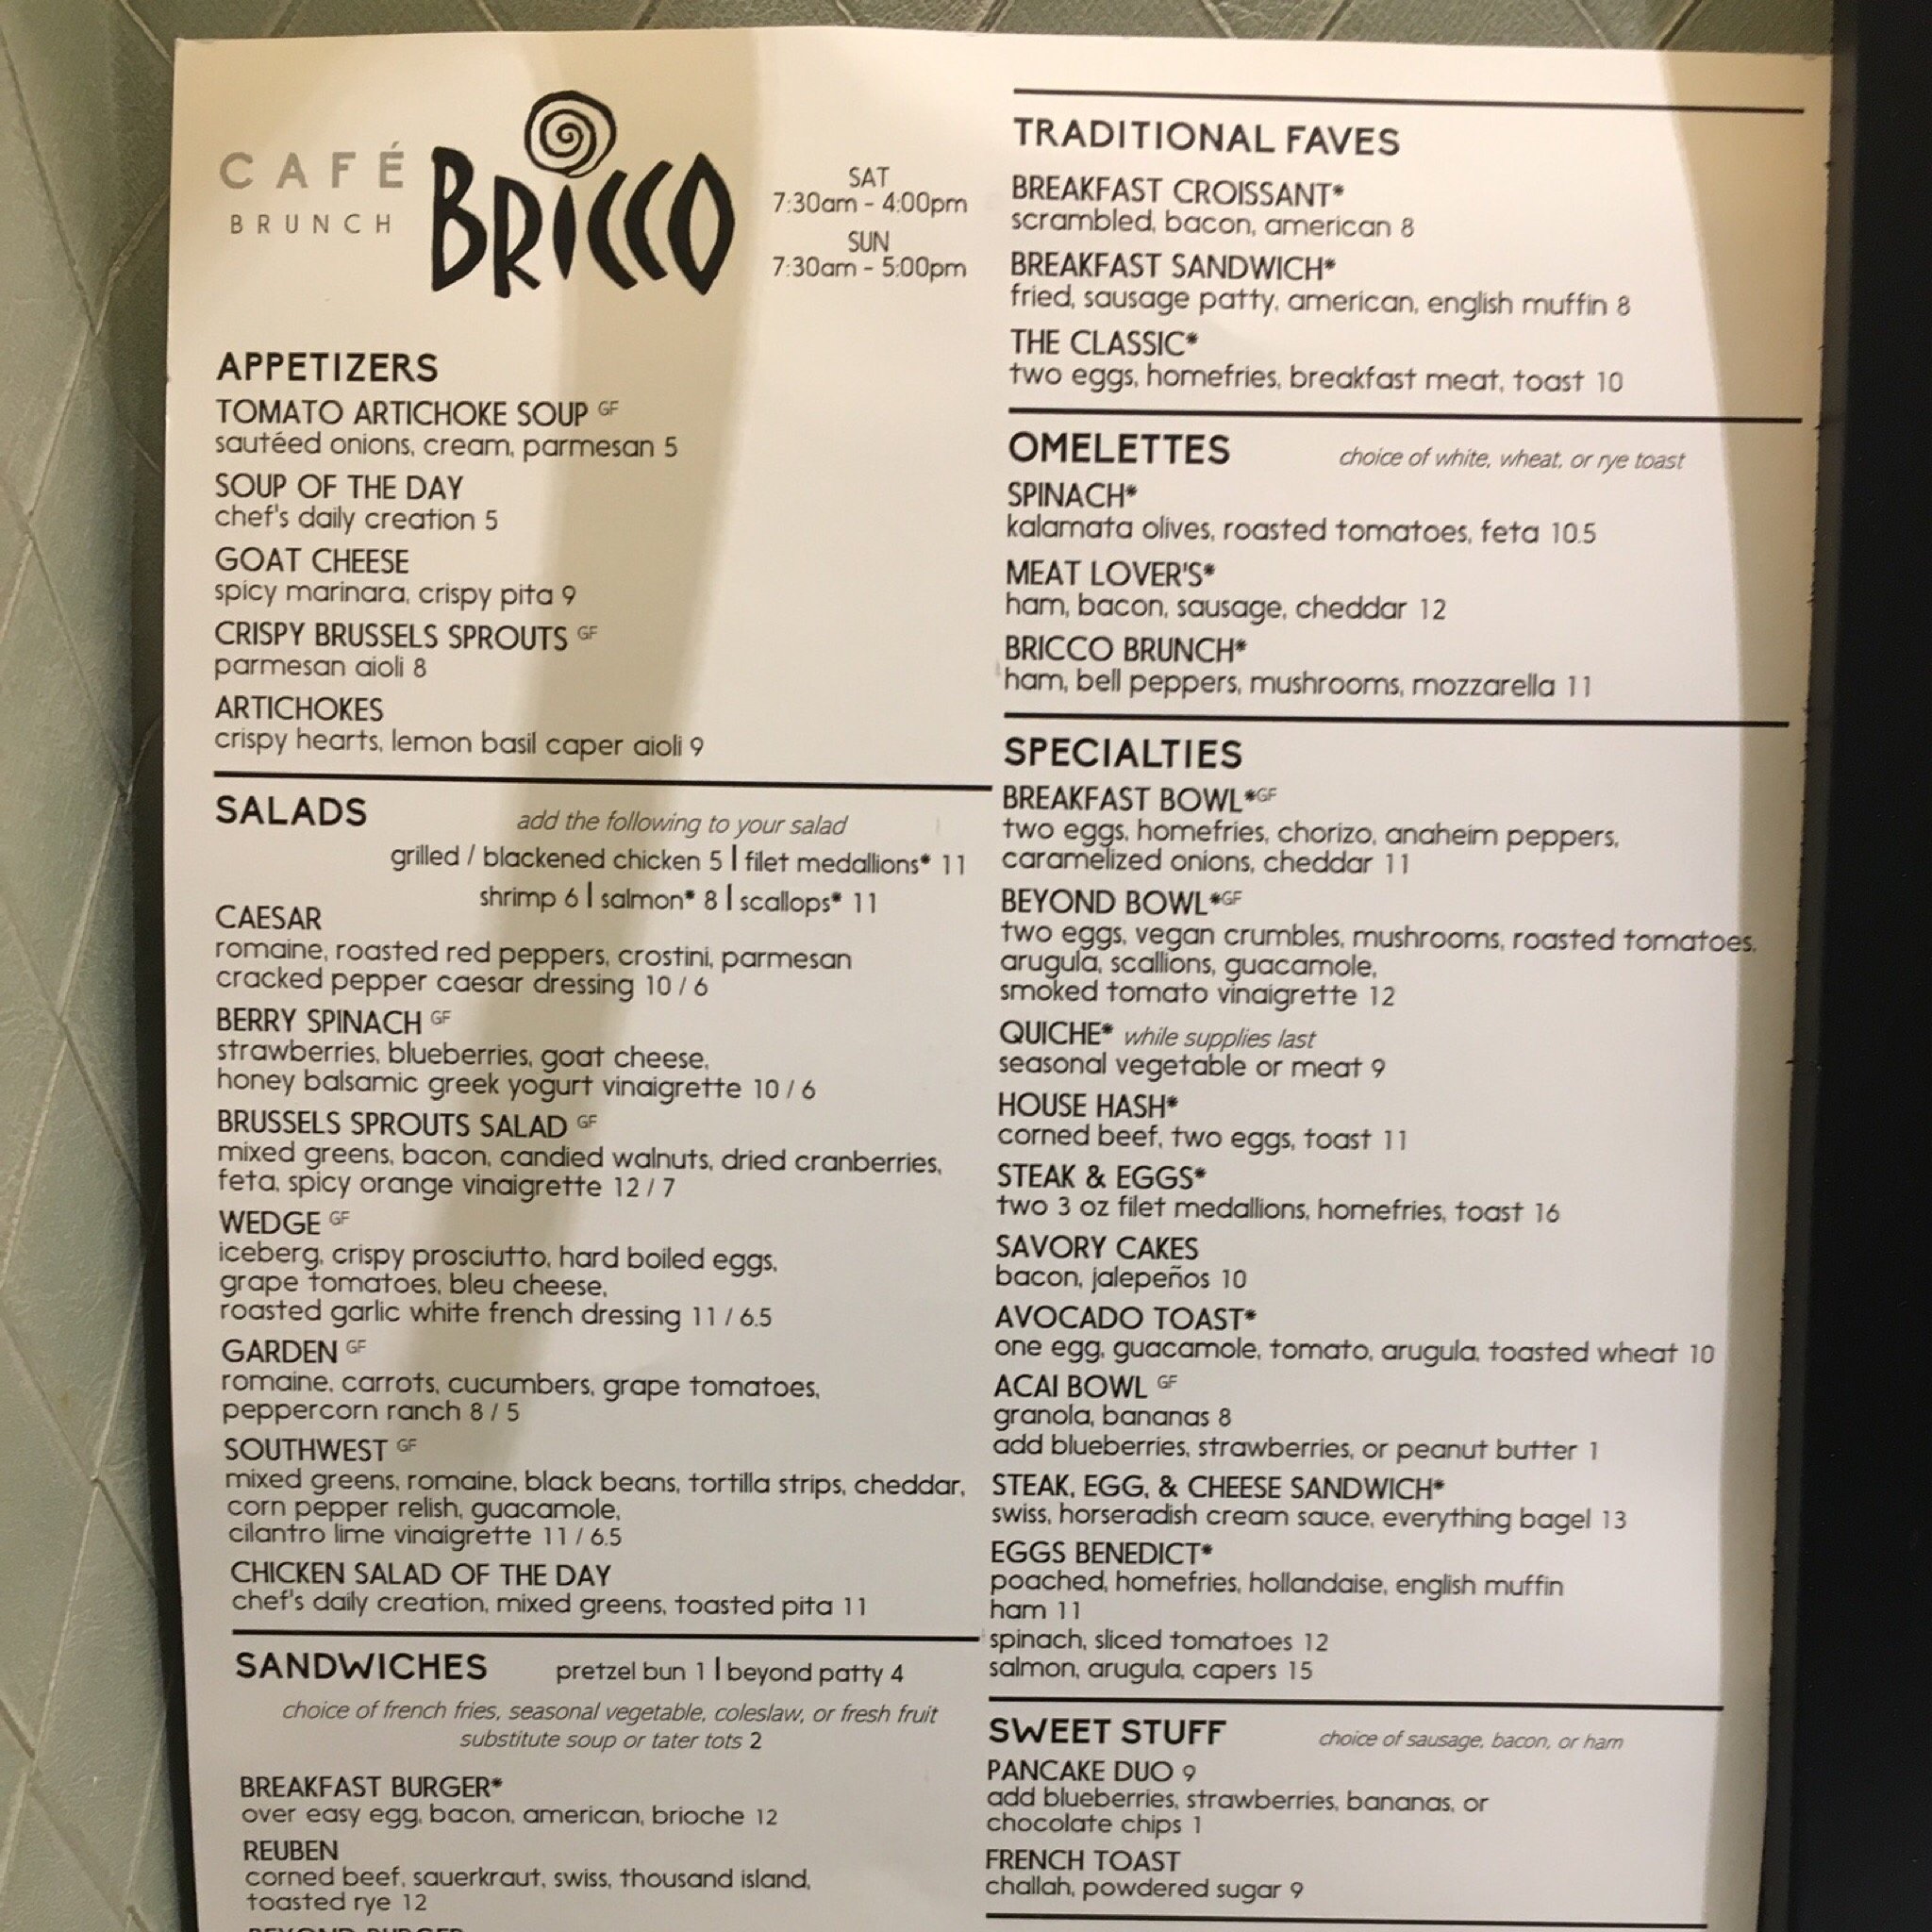 CAFÉ
BRUNCH
BRICCO
SAT
7:30am - 4:00pm
SUN
7:30am - 5:00pm
APPETIZERS
TOMATO ARTICHOKE SOUP GF
sautéed onions, cream, parmesan 5
SOUP OF THE DAY
chef's daily creation 5
GOAT CHEESE
spicy marinara, crispy pita 9
CRISPY BRUSSELS SPROUTS GF
parmesan aioli 8
ARTICHOKES
crispy hearts, lemon basil caper aioli 9
SALADS
add the following to your salad
grilled / blackened chicken 5 | filet medallions* 11
shrimp 6 | salmon* 8 | scallops* 11
CAESAR
romaine, roasted red peppers, crostini, parmesan
cracked pepper caesar dressing 10 / 6
BERRY SPINACH GF
strawberries, blueberries, goat cheese,
honey balsamic greek yogurt vinaigrette 10 / 6
BRUSSELS SPROUTS SALAD GF
mixed greens, bacon, candied walnuts, dried cranberries,
feta, spicy orange vinaigrette 12 / 7
WEDGE GF
iceberg, crispy prosciutto, hard boiled eggs,
grape tomatoes, bleu cheese,
roasted garlic white french dressing 11 / 6.5
GARDEN GF
romaine, carrots, cucumbers, grape tomatoes,
peppercorn ranch 8 / 5
SOUTHWEST GF
mixed greens, romaine, black beans, tortilla strips, cheddar,
corn pepper relish, guacamole,
cilantro lime vinaigrette 11 / 6.5
CHICKEN SALAD OF THE DAY
chef's daily creation, mixed greens, toasted pita 11
SANDWICHES
pretzel bun 1 | beyond patty 4
choice of french fries, seasonal vegetable, coleslaw, or fresh fruit
substitute soup or tater tots 2
BREAKFAST BURGER*
over easy egg, bacon, american, brioche 12
REUBEN
corned beef, sauerkraut, swiss, thousand island,
toasted rye 12
TRADITIONAL FAVES
BREAKFAST CROISSANT*
scrambled, bacon, american 8
BREAKFAST SANDWICH*
fried, sausage patty, american, english muffin 8
THE CLASSIC*
two eggs, homefries, breakfast meat, toast 10
OMELETTES
choice of white, wheat, or rye toast
SPINACH*
kalamata olives, roasted tomatoes, feta 10.5
MEAT LOVER'S*
ham, bacon, sausage, cheddar 12
BRICCO BRUNCH*
ham, bell peppers, mushrooms, mozzarella 11
SPECIALTIES
BREAKFAST BOWL*GF
two eggs, homefries, chorizo, anaheim peppers,
caramelized onions, cheddar 11
BEYOND BOWL*GF
two eggs, vegan crumbles, mushrooms, roasted tomatoes,
arugula, scallions, guacamole,
smoked tomato vinaigrette 12
QUICHE* while supplies last
seasonal vegetable or meat 9
HOUSE HASH*
corned beef, two eggs, toast 11
STEAK & EGGS*
two 3 oz filet medallions, homefries, toast 16
SAVORY CAKES
bacon, jalepeños 10
AVOCADO TOAST*
one egg, guacamole, tomato, arugula, toasted wheat 10
ACAI BOWL GF
granola, bananas 8
add blueberries, strawberries, or peanut butter 1
STEAK, EGG, & CHEESE SANDWICH*
swiss, horseradish cream sauce, everything bagel 13
EGGS BENEDICT*
poached, homefries, hollandaise, english muffin
ham 11
spinach, sliced tomatoes 12
salmon, arugula, capers 15
SWEET STUFF
choice of sausage, bacon, or ham
PANCAKE DUO 9
add blueberries, strawberries, bananas, or
chocolate chips 1
FRENCH TOAST
challah, powdered sugar 9